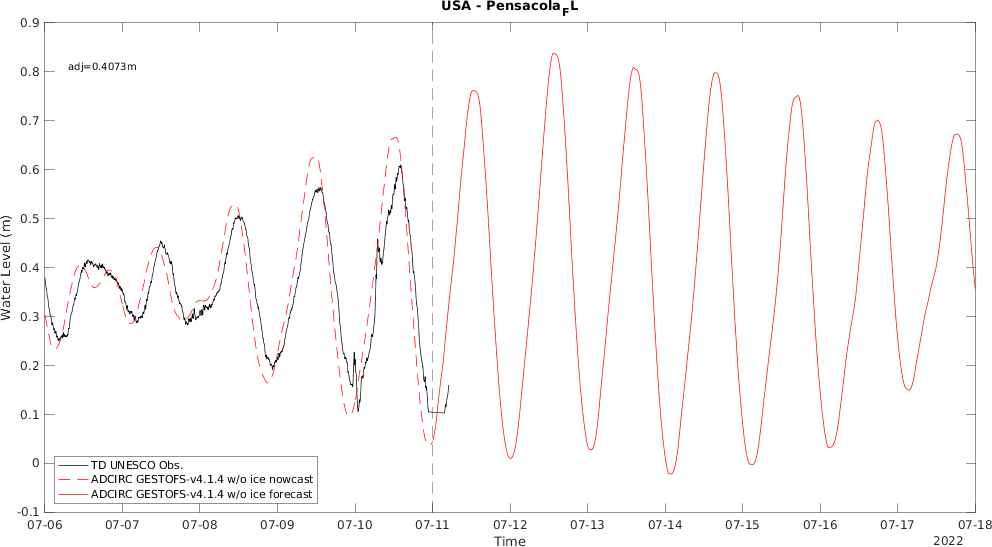 USA - Pensacola_FL
0.9
0.8
adj=0.4073m
0.7
0.6
0.5
0.4
0.3
0.2
0.1
0
-0.1
Water Level (m)
TD UNESCO Obs.
ADCIRC GESTOFS-v4.1.4 w/o ice nowcast
ADCIRC GESTOFS-v4.1.4 w/o ice forecast
07-06 07-07 07-08 07-09 07-10 07-11 07-12 07-13 07-14 07-15 07-16 07-17 07-18
Time
2022